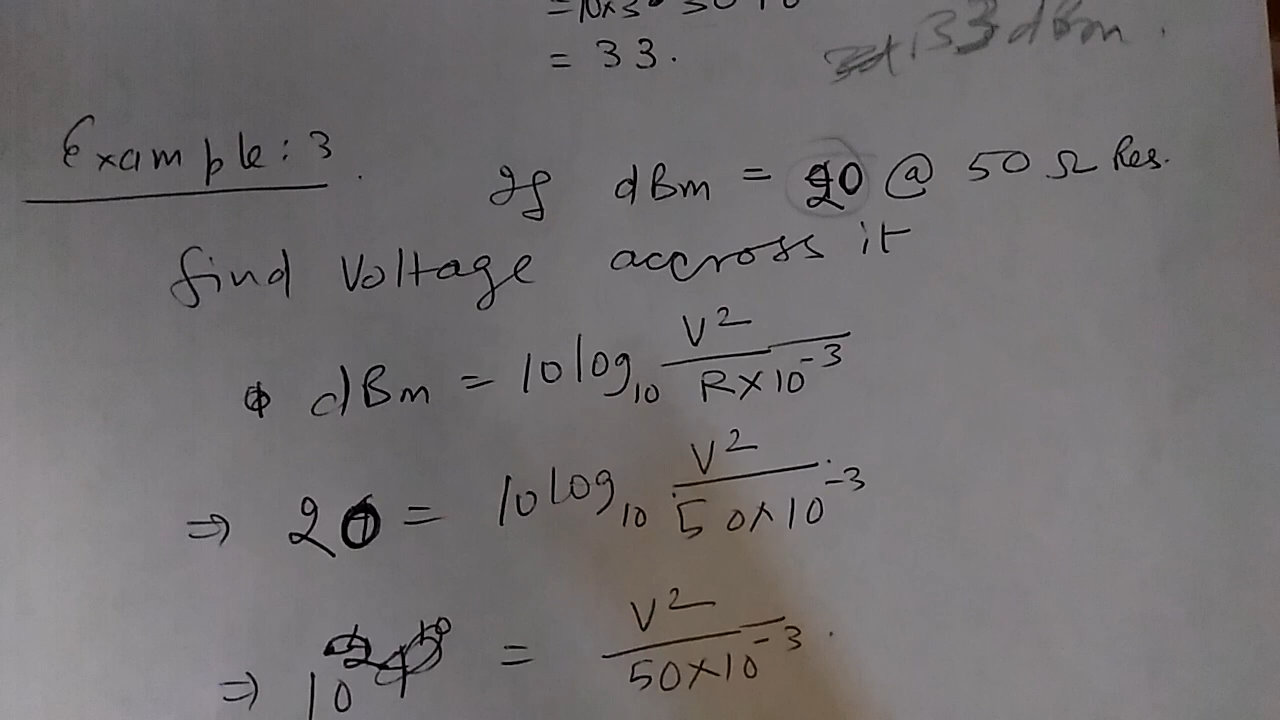 = 33.
33 dBm.
Example: 3.
If dBm = 20 @ 50 Ω Res.
find Voltage accross it
dBm = 10 log₁₀ V² / R×10⁻³
⇒ 20 = 10 log₁₀ V² / 50×10⁻³
⇒ 10 = V² / 50×10⁻³.